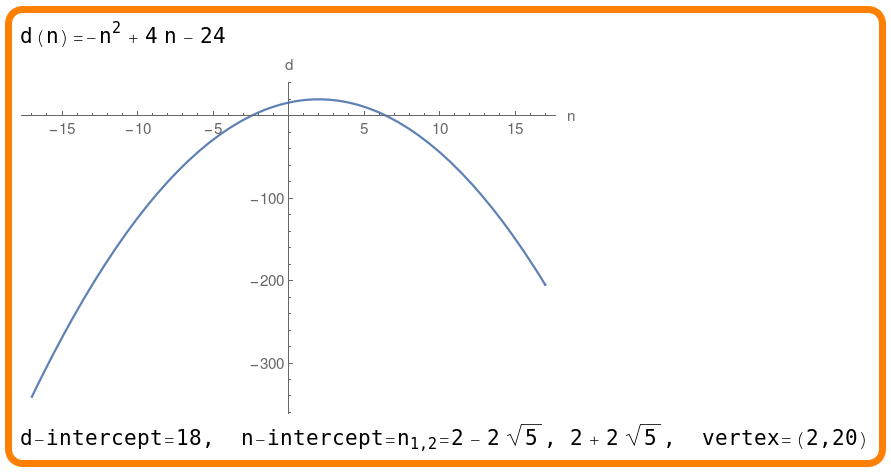 d(n)=-n² + 4 n - 24
d
n
-15 -10 -5 5 10 15
-100
-200
-300
d-intercept=18, n-intercept=n₁,₂=2 - 2 √5, 2 + 2 √5, vertex=(2,20)